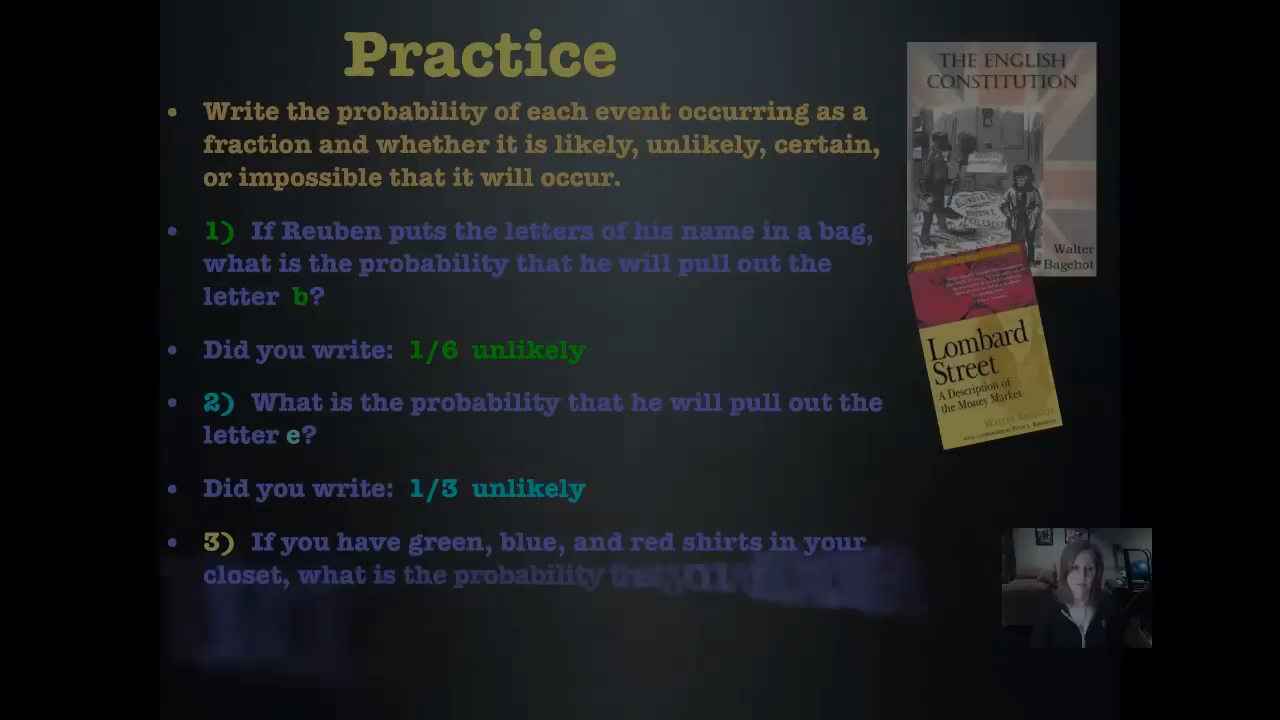 Practice
• Write the probability of each event occurring as a
fraction and whether it is likely, unlikely, certain,
or impossible that it will occur.
• 1) If Reuben puts the letters of his name in a bag,
what is the probability that he will pull out the
letter b?
• Did you write: 1/6 unlikely
• 2) What is the probability that he will pull out the
letter e?
• Did you write: 1/3 unlikely
• 3) If you have green, blue, and red shirts in your
closet, what is the probability
THE ENGLISH
CONSTITUTION
Walter
Bagehot
Lombard
Street
A Description of
the Money Market
WALTER BAGEHOT